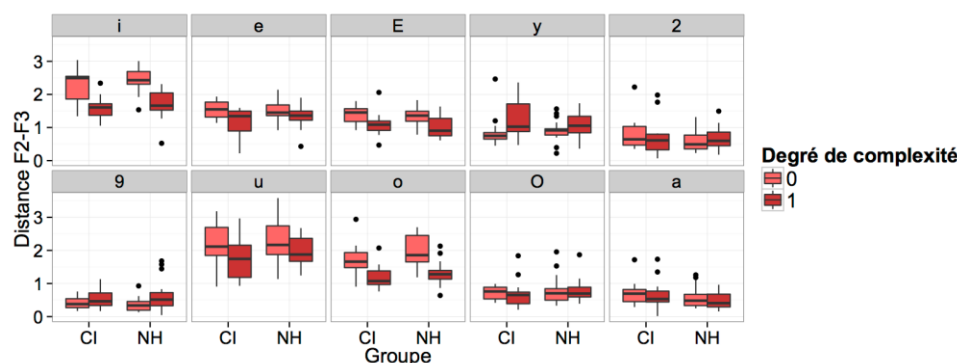 i e E y 2
3
2
1
0
9 u o O a
3
2
1
0
Distance F2-F3
CI NH CI NH CI NH CI NH CI NH
Groupe
Degré de complexité
0
1